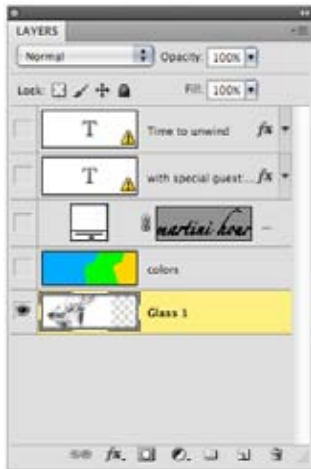 LAYERS
Normal Opacity: 100%
Lock: Fill: 100%
T Time to unwind fx
T with special guest... fx
martini hour ...
colors
Glass 1
fx.